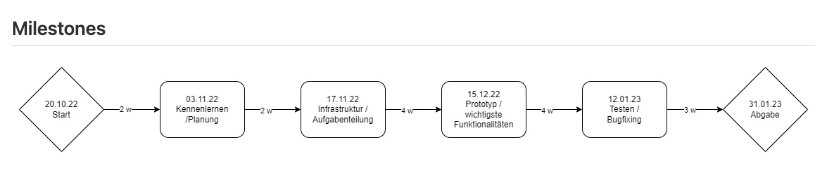 Milestones
20.10.22
Start
2 w
03.11.22
Kennenlernen
/Planung
2 w
17.11.22
Infrastruktur /
Aufgabenteilung
4 w
15.12.22
Prototyp /
wichtigste
Funktionalitäten
4 w
12.01.23
Testen /
Bugfixing
3 w
31.01.23
Abgabe